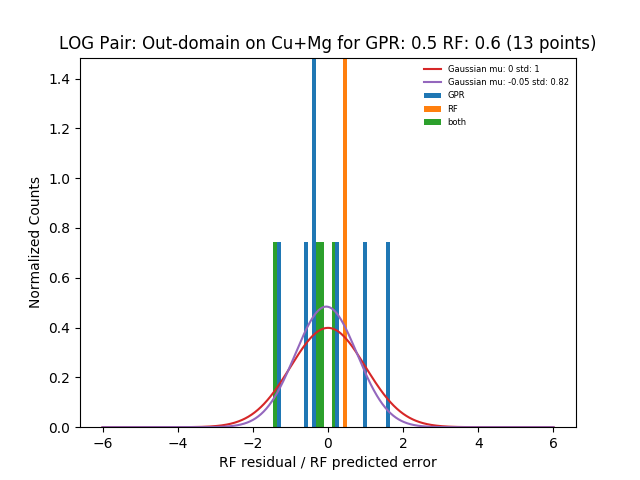 LOG Pair: Out-domain on Cu+Mg for GPR: 0.5 RF: 0.6 (13 points)
Gaussian mu: 0 std: 1
Gaussian mu: -0.05 std: 0.82
GPR
RF
both
Normalized Counts
1.4
1.2
1.0
0.8
0.6
0.4
0.2
0.0
−6
−4
−2
0
2
4
6
RF residual / RF predicted error